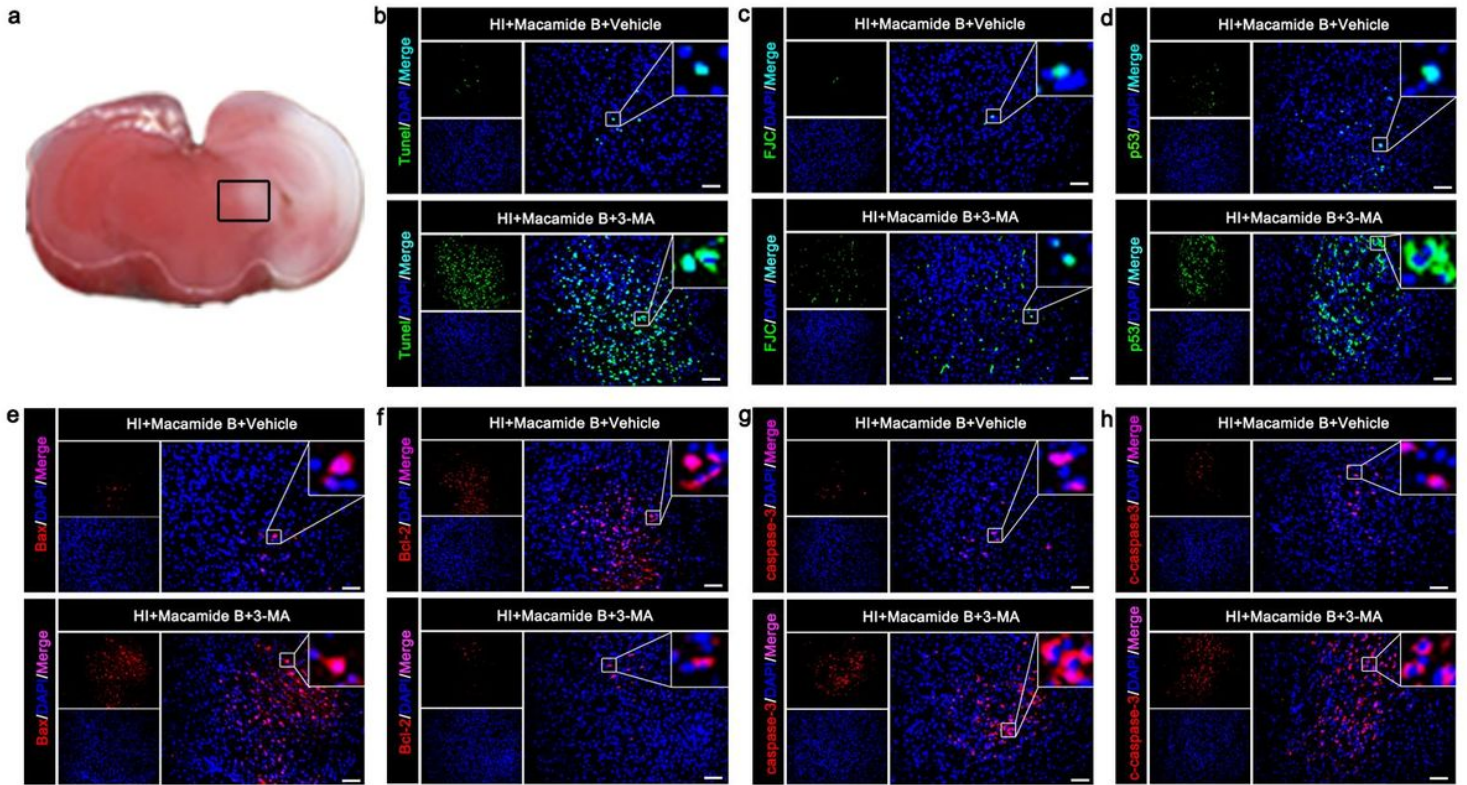 a
b
HI+Macamide B+Vehicle
Tunel/DAPI/Merge
HI+Macamide B+3-MA
Tunel/DAPI/Merge
c
HI+Macamide B+Vehicle
FJC/DAPI/Merge
HI+Macamide B+3-MA
FJC/DAPI/Merge
d
HI+Macamide B+Vehicle
p53/DAPI/Merge
HI+Macamide B+3-MA
p53/DAPI/Merge
e
HI+Macamide B+Vehicle
Bax/DAPI/Merge
HI+Macamide B+3-MA
Bax/DAPI/Merge
f
HI+Macamide B+Vehicle
Bcl-2/DAPI/Merge
HI+Macamide B+3-MA
Bcl-2/DAPI/Merge
g
HI+Macamide B+Vehicle
caspase-3/DAPI/Merge
HI+Macamide B+3-MA
caspase-3/DAPI/Merge
h
HI+Macamide B+Vehicle
c-caspase3/DAPI/Merge
HI+Macamide B+3-MA
c-caspase-3/DAPI/Merge